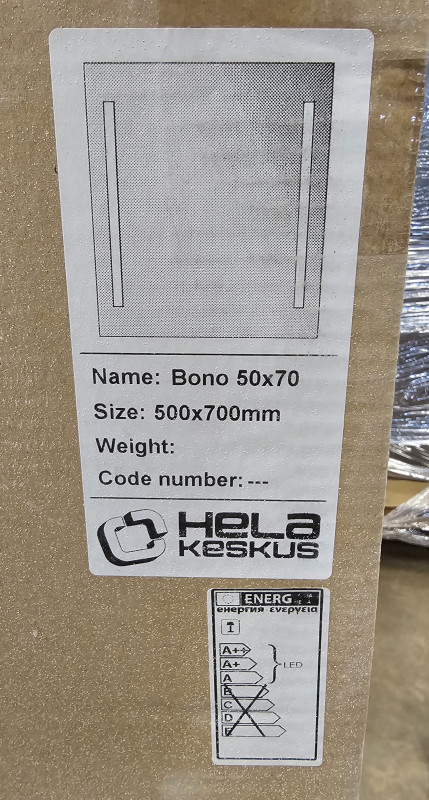 Name: Bono 50x70
Size: 500x700mm
Weight:
Code number: ---
HELA
KESKUS
ENERG
енергия ενεργεια
A++
A+
A
LED
B
C
D
E